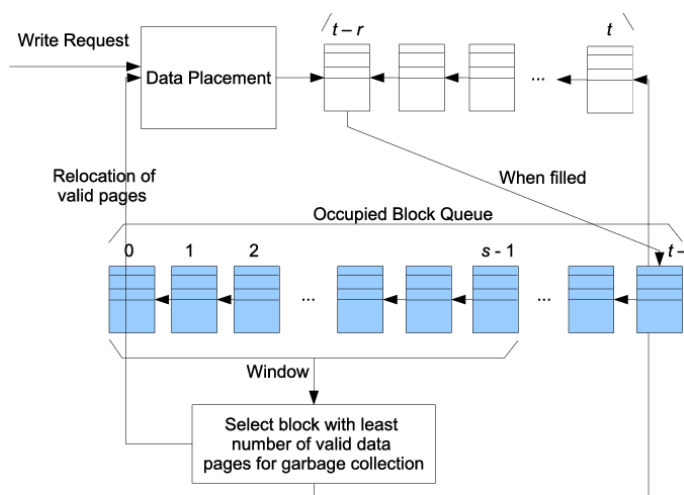 t – r
t
Write Request
Data Placement
...
Relocation of
valid pages
When filled
Occupied Block Queue
0 1 2 s - 1 t –
... ...
Window
Select block with least
number of valid data
pages for garbage collection